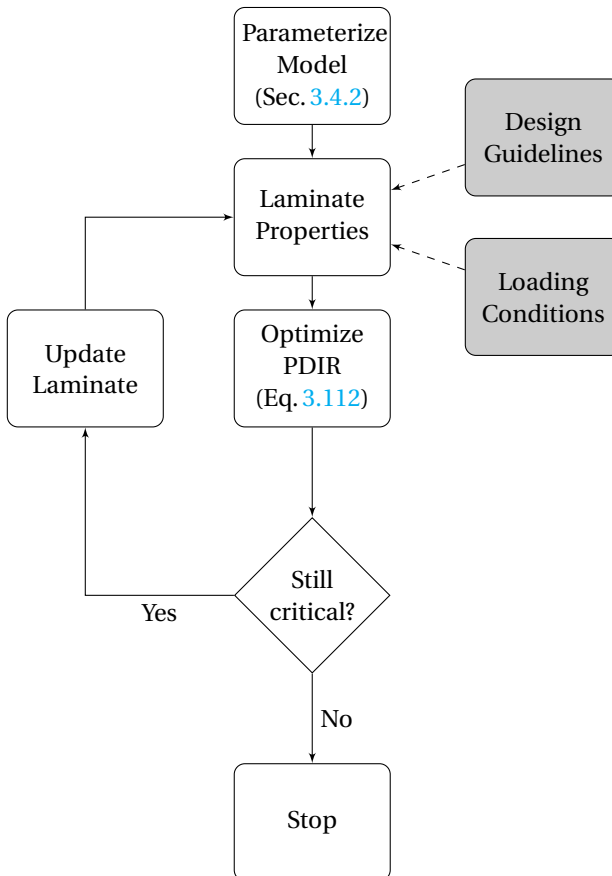 Parameterize
Model
(Sec. 3.4.2)
Design
Guidelines
Laminate
Properties
Loading
Conditions
Update
Laminate
Optimize
PDIR
(Eq. 3.112)
Still
critical?
Yes
No
Stop